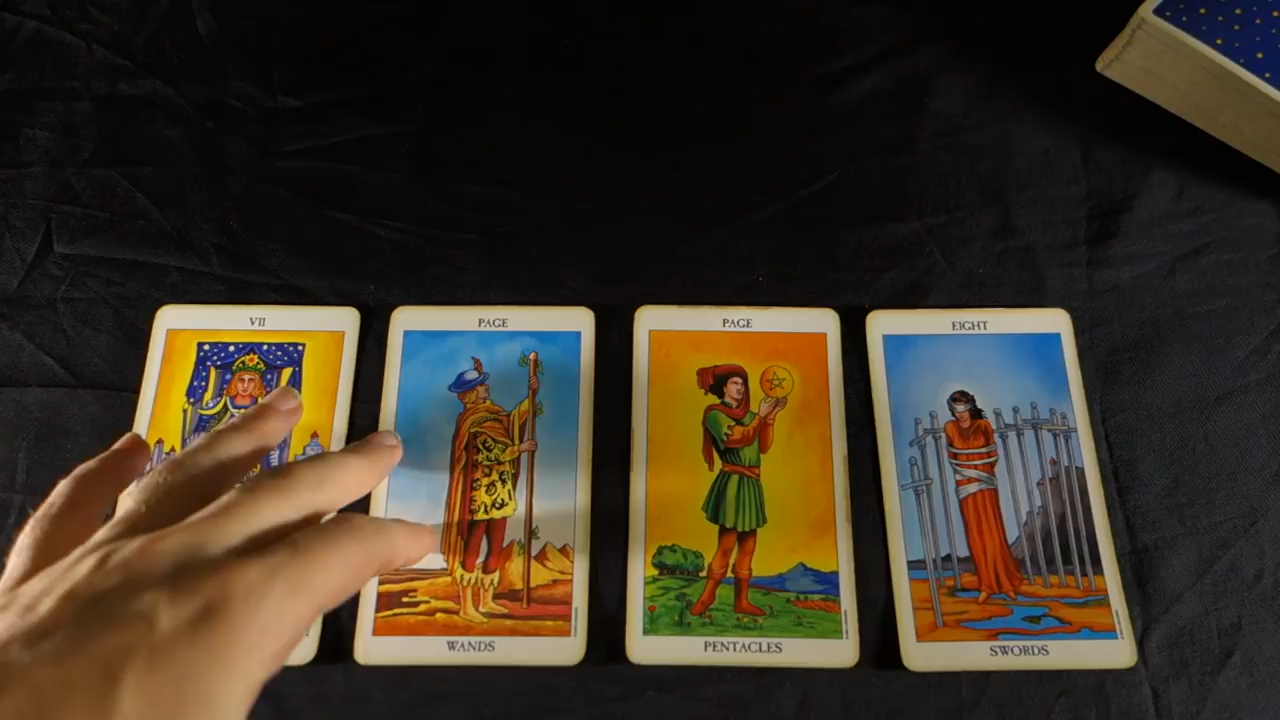 VII
PAGE
WANDS
PAGE
PENTACLES
EIGHT
SWORDS